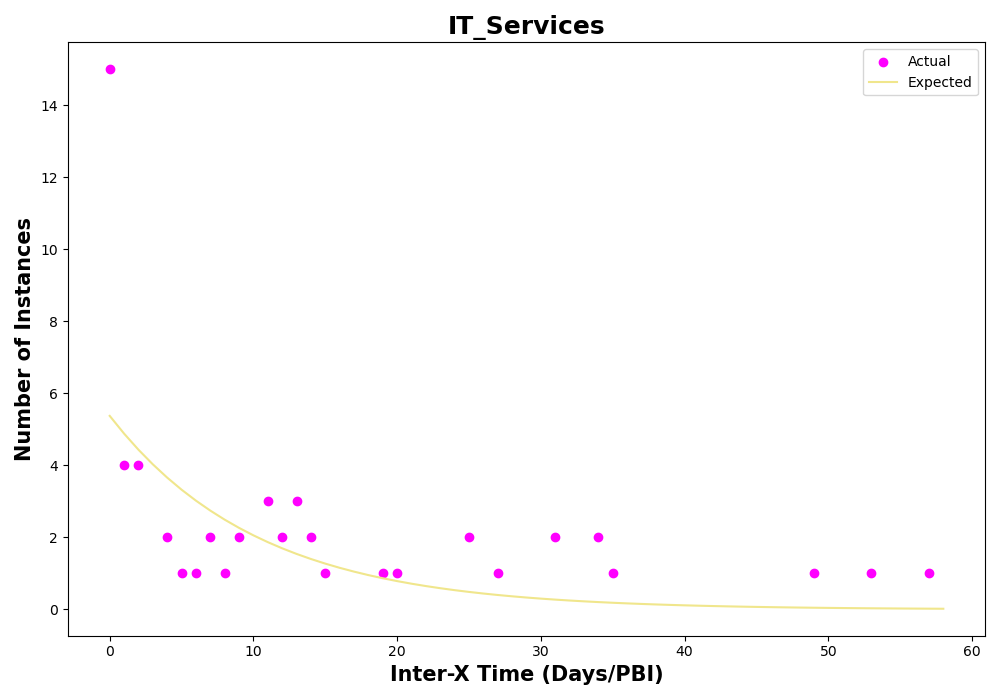 IT_Services
Actual
Expected
14
12
10
8
6
4
2
0
Number of Instances
0 10 20 30 40 50 60
Inter-X Time (Days/PBI)